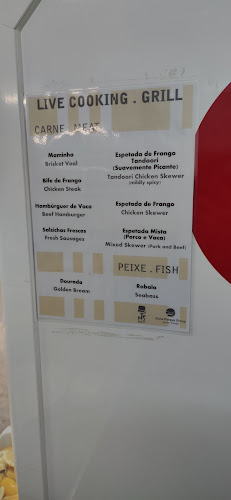 LIVE COOKING . GRILL
CARNE . MEAT
Maminha
Brisket Veal
Bife de Frango
Chicken Steak
Hambúrguer de Vaca
Beef Hamburger
Salsichas Frescas
Fresh Sausages
Espetada de Frango
Tandoori
(Suavemente Picante)
Tandoori Chicken Skewer
(mildly spicy)
Espetada de Frango
Chicken Skewer
Espetada Mista
(Porco e Vaca)
Mixed Skewer (Pork and Beef)
PEIXE . FISH
Dourada
Golden Bream
Robalo
Seabass